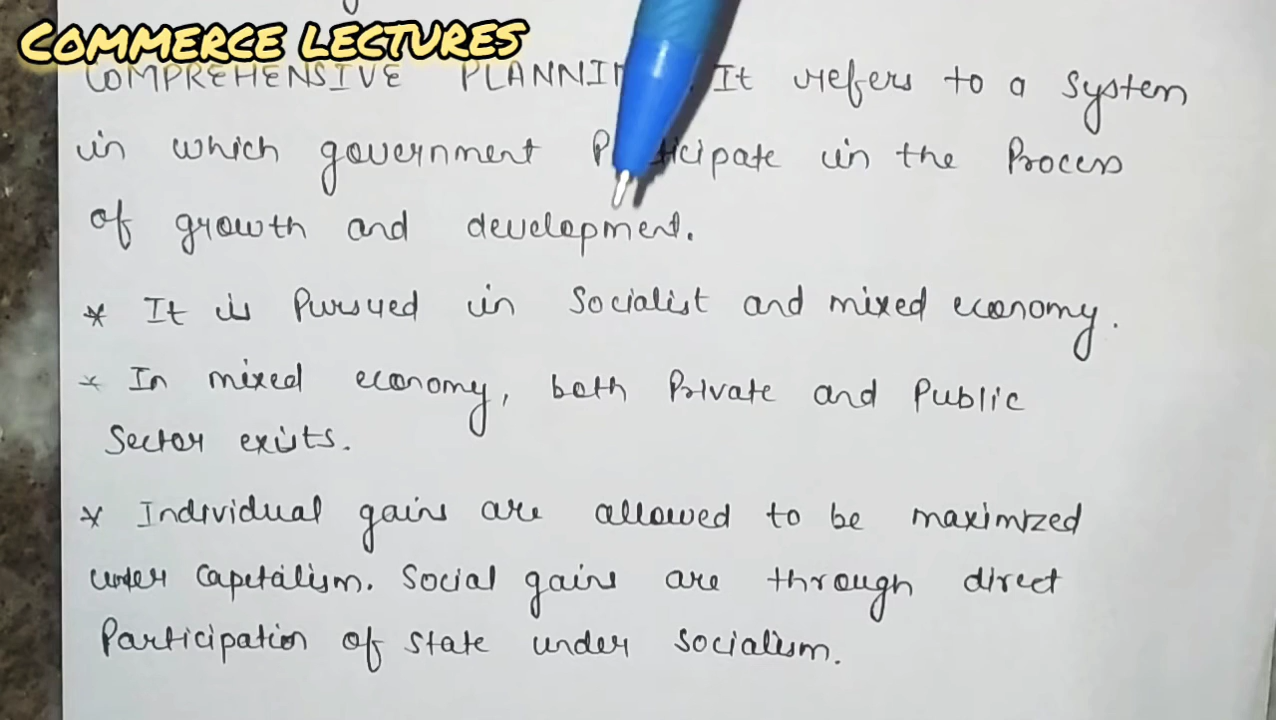 COMMERCE LECTURES
COMPREHENSIVE PLANNIN It refers to a System
in which government Participate in the Process
of growth and development.
* It is Pursued in Socialist and mixed economy.
* In mixed economy, both Private and Public
Sector exists.
* Individual gains are allowed to be maximized
under Capitalism. Social gains are through direct
Participation of State under Socialism.